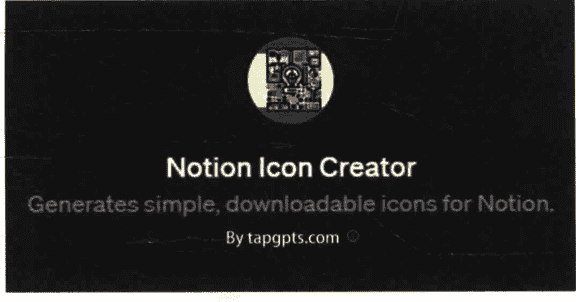 Notion Icon Creator
Generates simple, downloadable icons for Notion.
By tapgpts.com